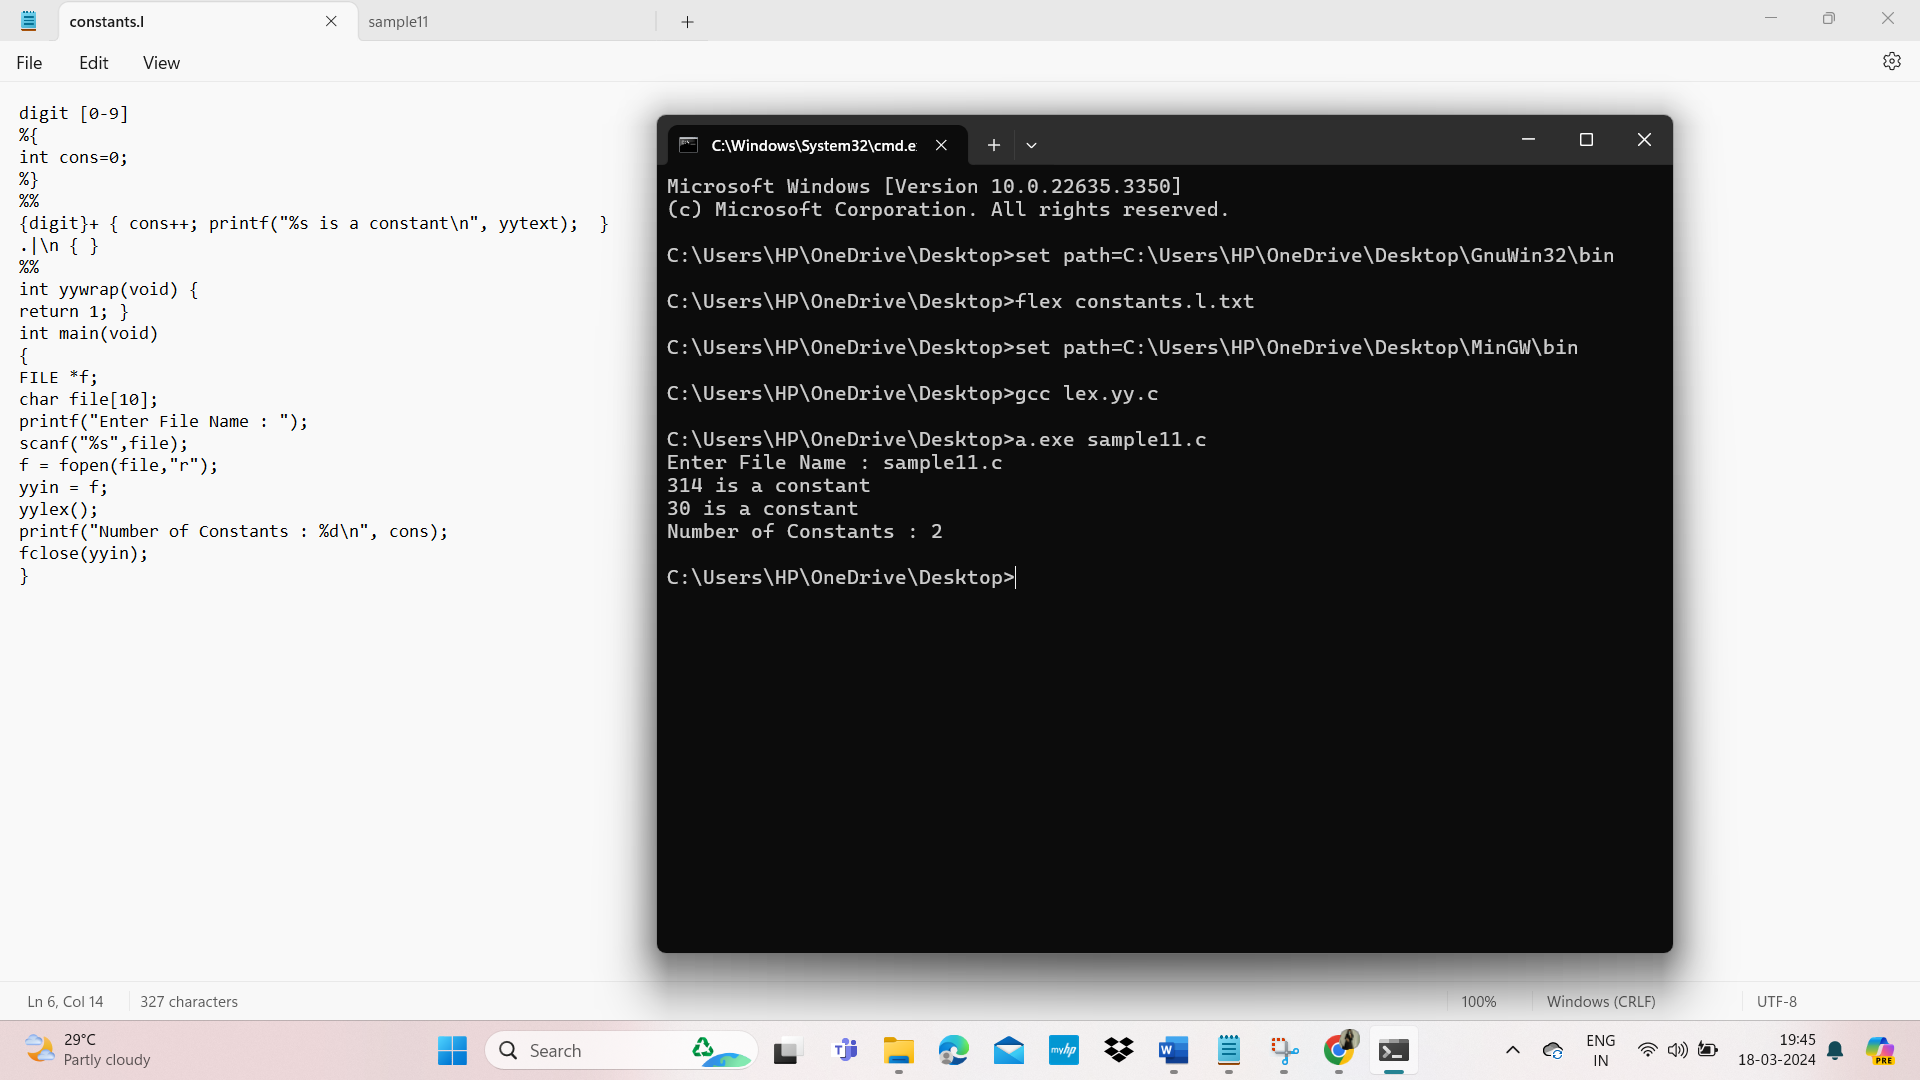 constants.l
sample11
File Edit View
digit [0-9]
%{
int cons=0;
%}
%%
{digit}+ { cons++; printf("%s is a constant\n", yytext);  }
.|\n { }
%%
int yywrap(void) {
return 1; }
int main(void)
{
FILE *f;
char file[10];
printf("Enter File Name : ");
scanf("%s",file);
f = fopen(file,"r");
yyin = f;
yylex();
printf("Number of Constants : %d\n", cons);
fclose(yyin);
}
C:\Windows\System32\cmd.e
Microsoft Windows [Version 10.0.22635.3350]
(c) Microsoft Corporation. All rights reserved.
C:\Users\HP\OneDrive\Desktop>set path=C:\Users\HP\OneDrive\Desktop\GnuWin32\bin
C:\Users\HP\OneDrive\Desktop>flex constants.l.txt
C:\Users\HP\OneDrive\Desktop>set path=C:\Users\HP\OneDrive\Desktop\MinGW\bin
C:\Users\HP\OneDrive\Desktop>gcc lex.yy.c
C:\Users\HP\OneDrive\Desktop>a.exe sample11.c
Enter File Name : sample11.c
314 is a constant
30 is a constant
Number of Constants : 2
C:\Users\HP\OneDrive\Desktop>
Ln 6, Col 14
327 characters
100%
Windows (CRLF)
UTF-8
29°C
Partly cloudy
Search
myhp
ENG
IN
19:45
18-03-2024
PRE